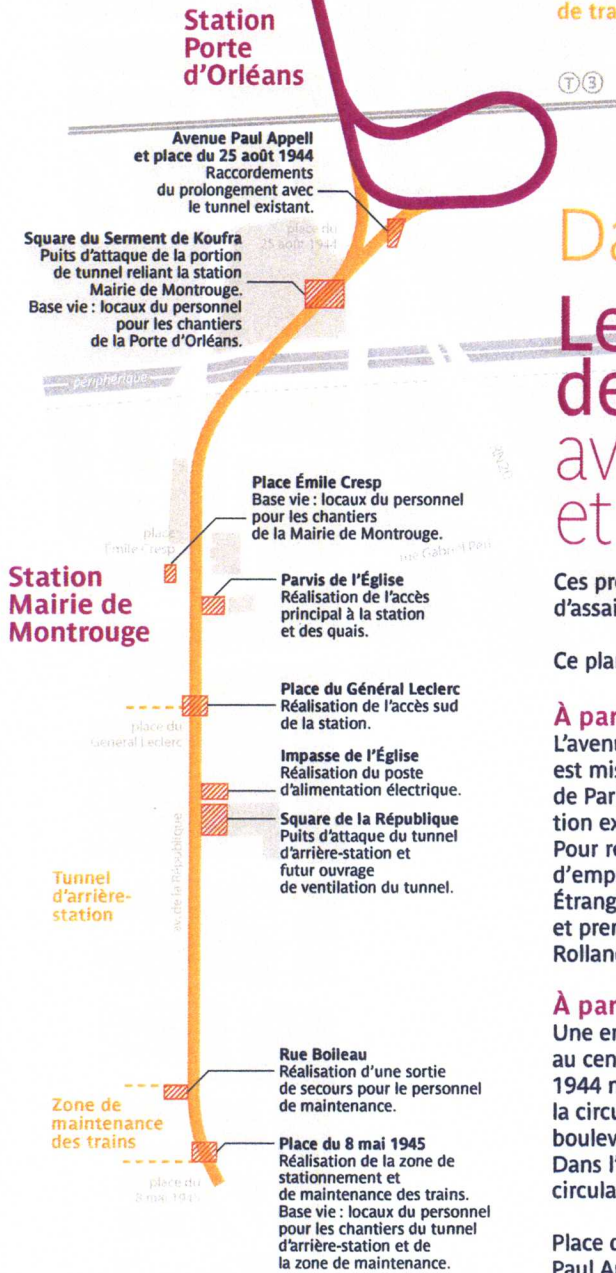 Station
Porte
d'Orléans
de tra
T 3
Avenue Paul Appell
et place du 25 août 1944
Raccordements
du prolongement avec
le tunnel existant.
place du
25 août 1944
Square du Serment de Koufra
Puits d'attaque de la portion
de tunnel reliant la station
Mairie de Montrouge.
Base vie : locaux du personnel
pour les chantiers
de la Porte d'Orléans.
périphérique
Da
Le
de
av
et
Place Émile Cresp
Base vie : locaux du personnel
pour les chantiers
de la Mairie de Montrouge.
place
Émile Cresp
rue Gabriel Péri
RN20
Station
Mairie de
Montrouge
Parvis de l'Église
Réalisation de l'accès
principal à la station
et des quais.
Place du Général Leclerc
Réalisation de l'accès sud
de la station.
place du
Général Leclerc
Impasse de l'Église
Réalisation du poste
d'alimentation électrique.
Square de la République
Puits d'attaque du tunnel
d'arrière-station et
futur ouvrage
de ventilation du tunnel.
av. de la République
Tunnel
d'arrière-
station
Rue Boileau
Réalisation d'une sortie
de secours pour le personnel
de maintenance.
Zone de
maintenance
des trains
Place du 8 mai 1945
Réalisation de la zone de
stationnement et
de maintenance des trains.
Base vie : locaux du personnel
pour les chantiers du tunnel
d'arrière-station et de
la zone de maintenance.
place du
8 mai 1945
Ces pro
d'assai
Ce plan
À par
L'avenu
est mis
de Par
tion ex
Pour re
d'emp
Étrang
et pren
Rolland
À par
Une en
au cen
1944 n
la circu
boulev
Dans l'
circula
Place d
Paul A